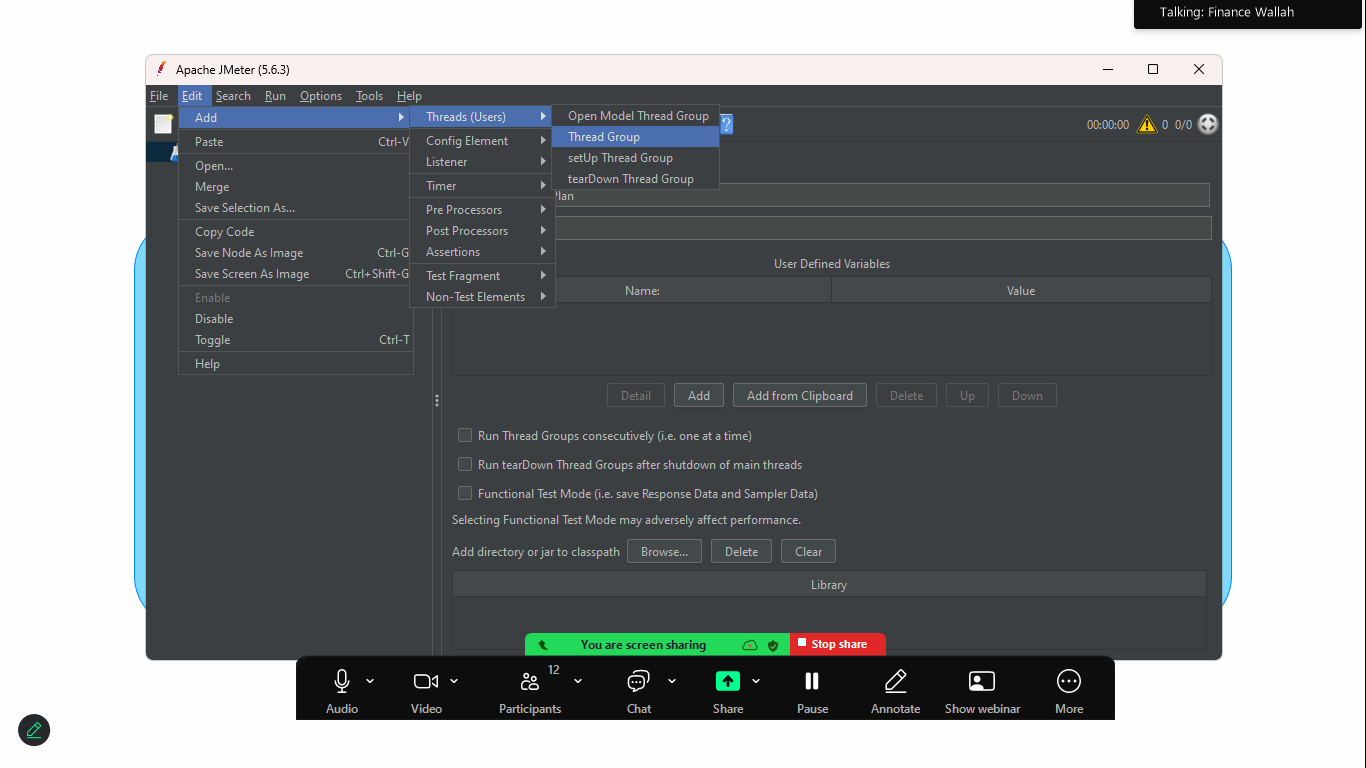 Talking: Finance Wallah
Apache JMeter (5.6.3)
File Edit Search Run Options Tools Help
Add
Paste Ctrl-V
Open...
Merge
Save Selection As...
Copy Code
Save Node As Image Ctrl-G
Save Screen As Image Ctrl+Shift-G
Enable
Disable
Toggle Ctrl-T
Help
Threads (Users)
Config Element
Listener
Timer
Pre Processors
Post Processors
Assertions
Test Fragment
Non-Test Elements
Open Model Thread Group
Thread Group
setUp Thread Group
tearDown Thread Group
?
00:00:00 0 0/0
Plan
User Defined Variables
Name: Value
Detail Add Add from Clipboard Delete Up Down
Run Thread Groups consecutively (i.e. one at a time)
Run tearDown Thread Groups after shutdown of main threads
Functional Test Mode (i.e. save Response Data and Sampler Data)
Selecting Functional Test Mode may adversely affect performance.
Add directory or jar to classpath Browse... Delete Clear
Library
You are screen sharing Stop share
12
Audio Video Participants Chat Share Pause Annotate Show webinar More